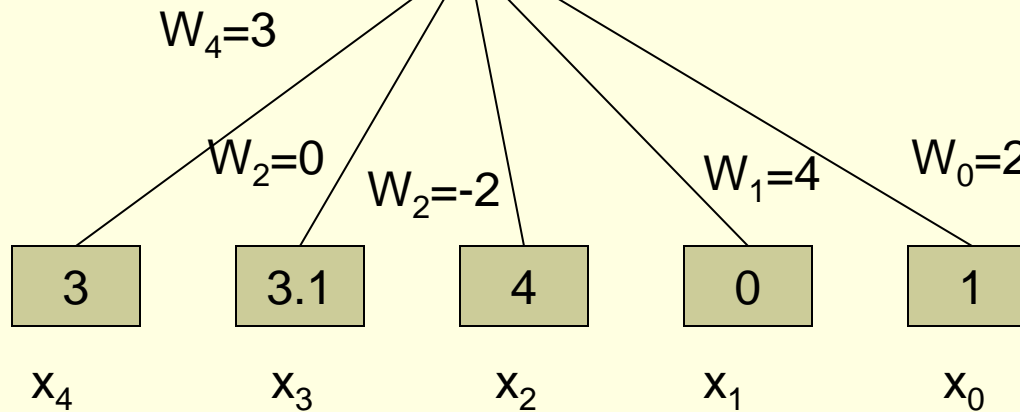 W₄=3
W₂=0
W₂=-2
W₁=4
W₀=2
3 3.1 4 0 1
x₄ x₃ x₂ x₁ x₀